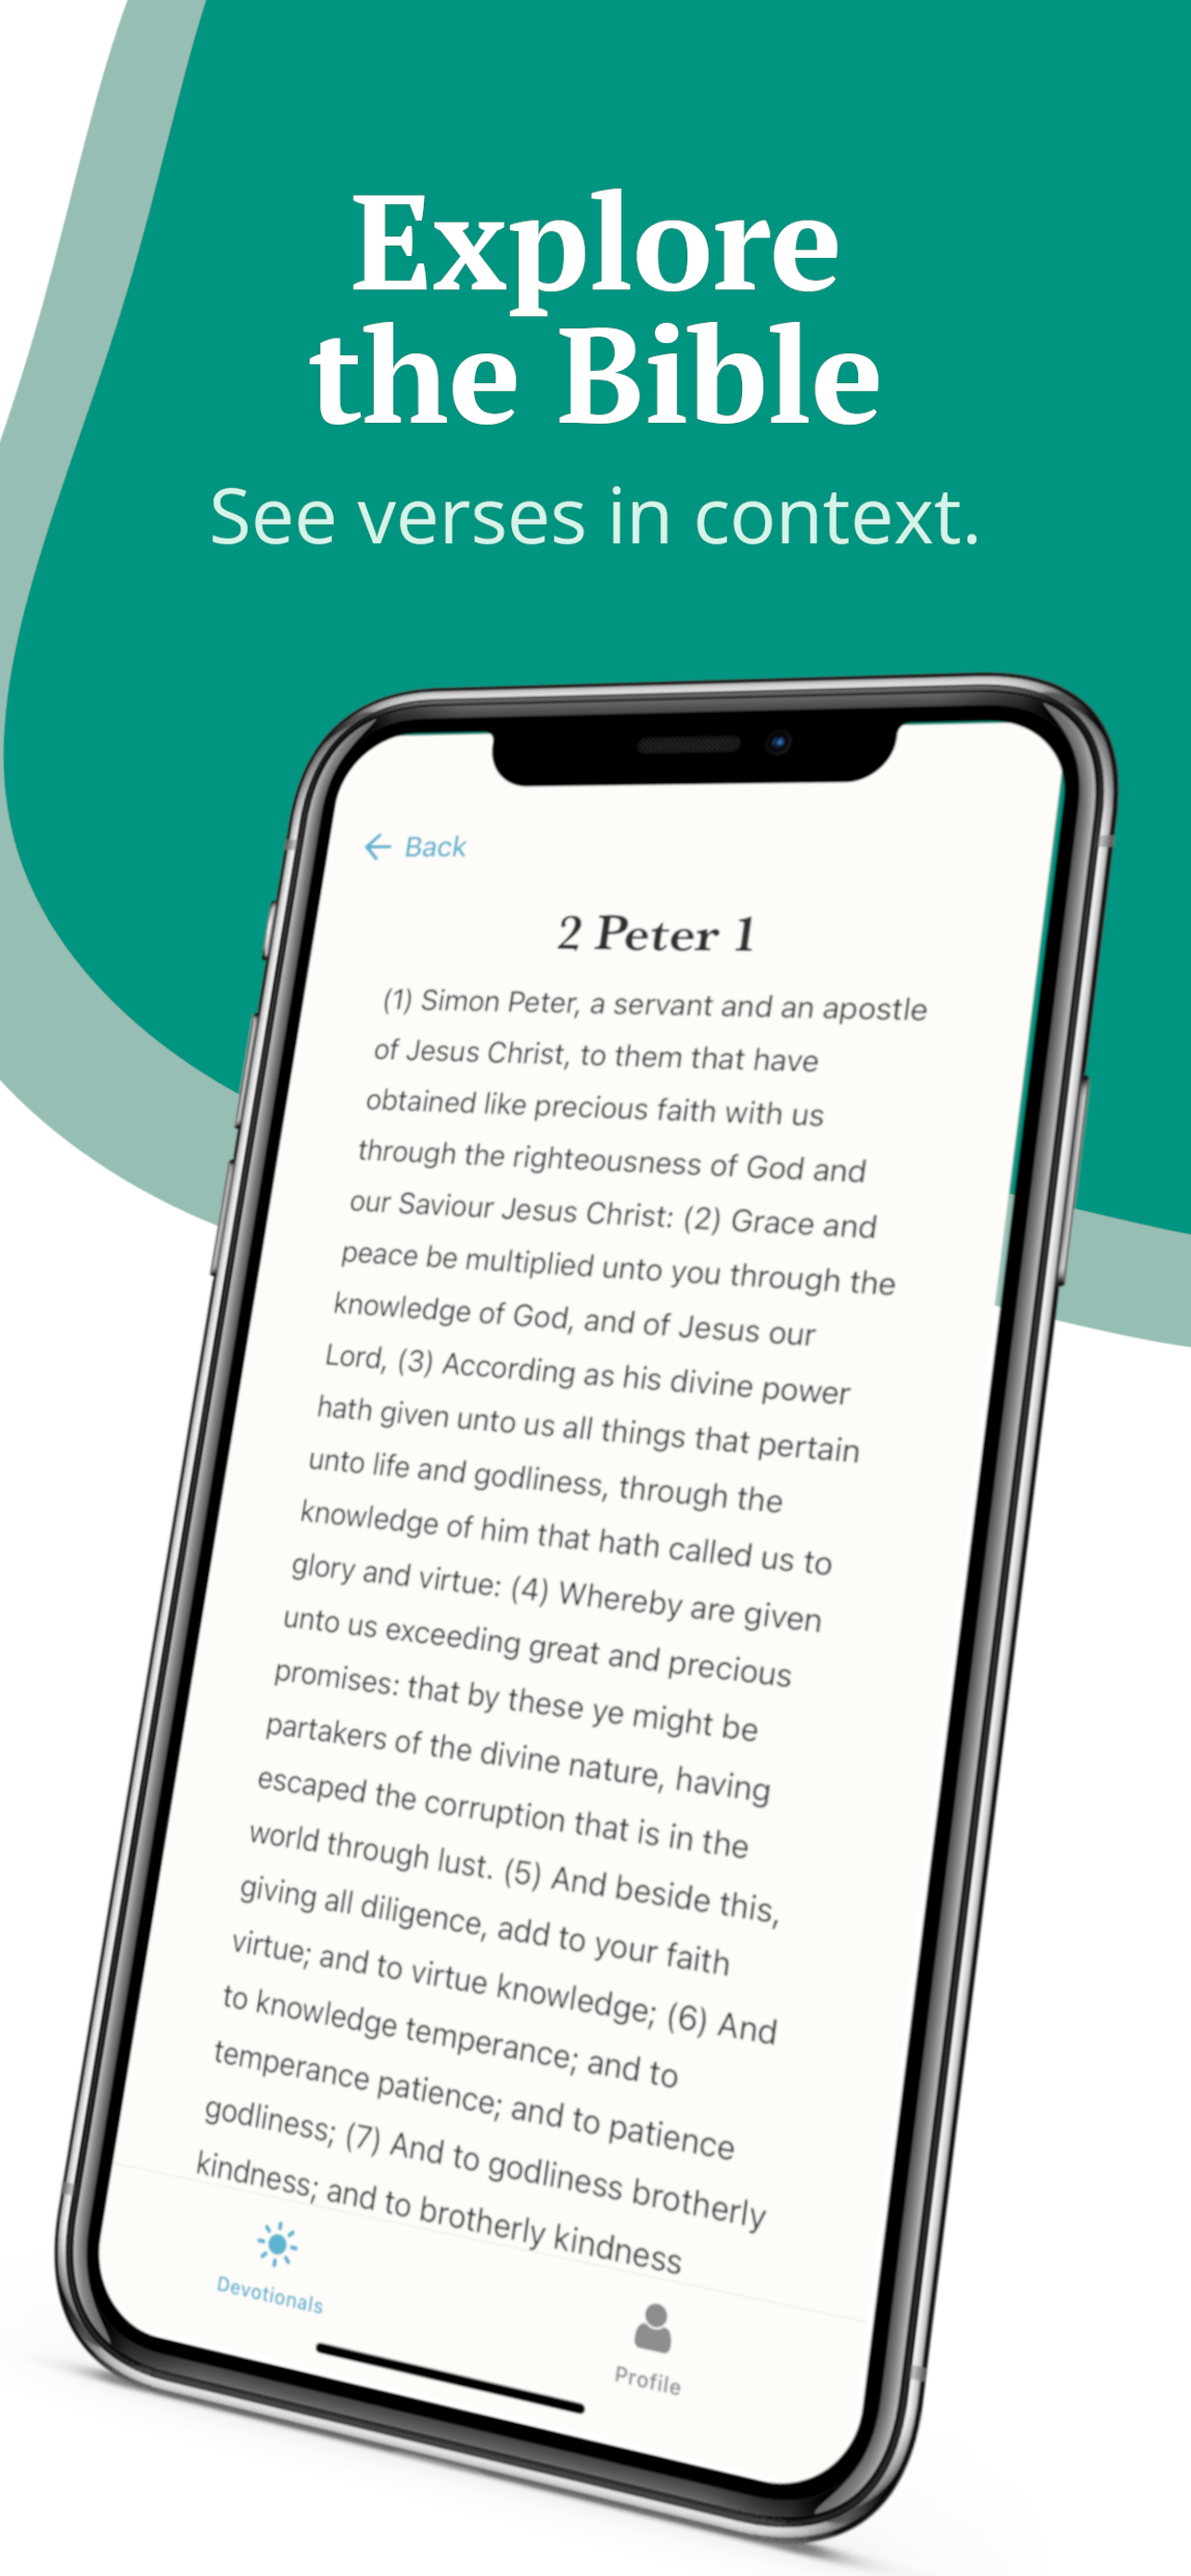 Explore
the Bible
See verses in context.
← Back
2 Peter 1
(1) Simon Peter, a servant and an apostle
of Jesus Christ, to them that have
obtained like precious faith with us
through the righteousness of God and
our Saviour Jesus Christ: (2) Grace and
peace be multiplied unto you through the
knowledge of God, and of Jesus our
Lord, (3) According as his divine power
hath given unto us all things that pertain
unto life and godliness, through the
knowledge of him that hath called us to
glory and virtue: (4) Whereby are given
unto us exceeding great and precious
promises: that by these ye might be
partakers of the divine nature, having
escaped the corruption that is in the
world through lust. (5) And beside this,
giving all diligence, add to your faith
virtue; and to virtue knowledge; (6) And
to knowledge temperance; and to
temperance patience; and to patience
godliness; (7) And to godliness brotherly
kindness; and to brotherly kindness
Devotionals
Profile